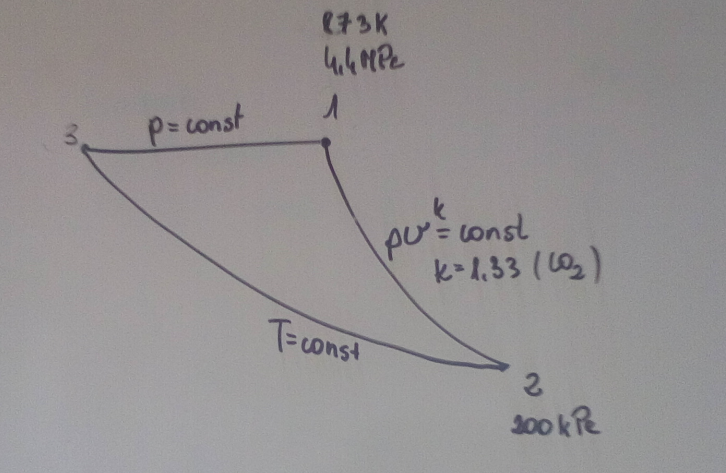 873K
4,4MPa
1
3
p=const
pv^k=const
k=1.33 (CO2)
T=const
2
200kPa